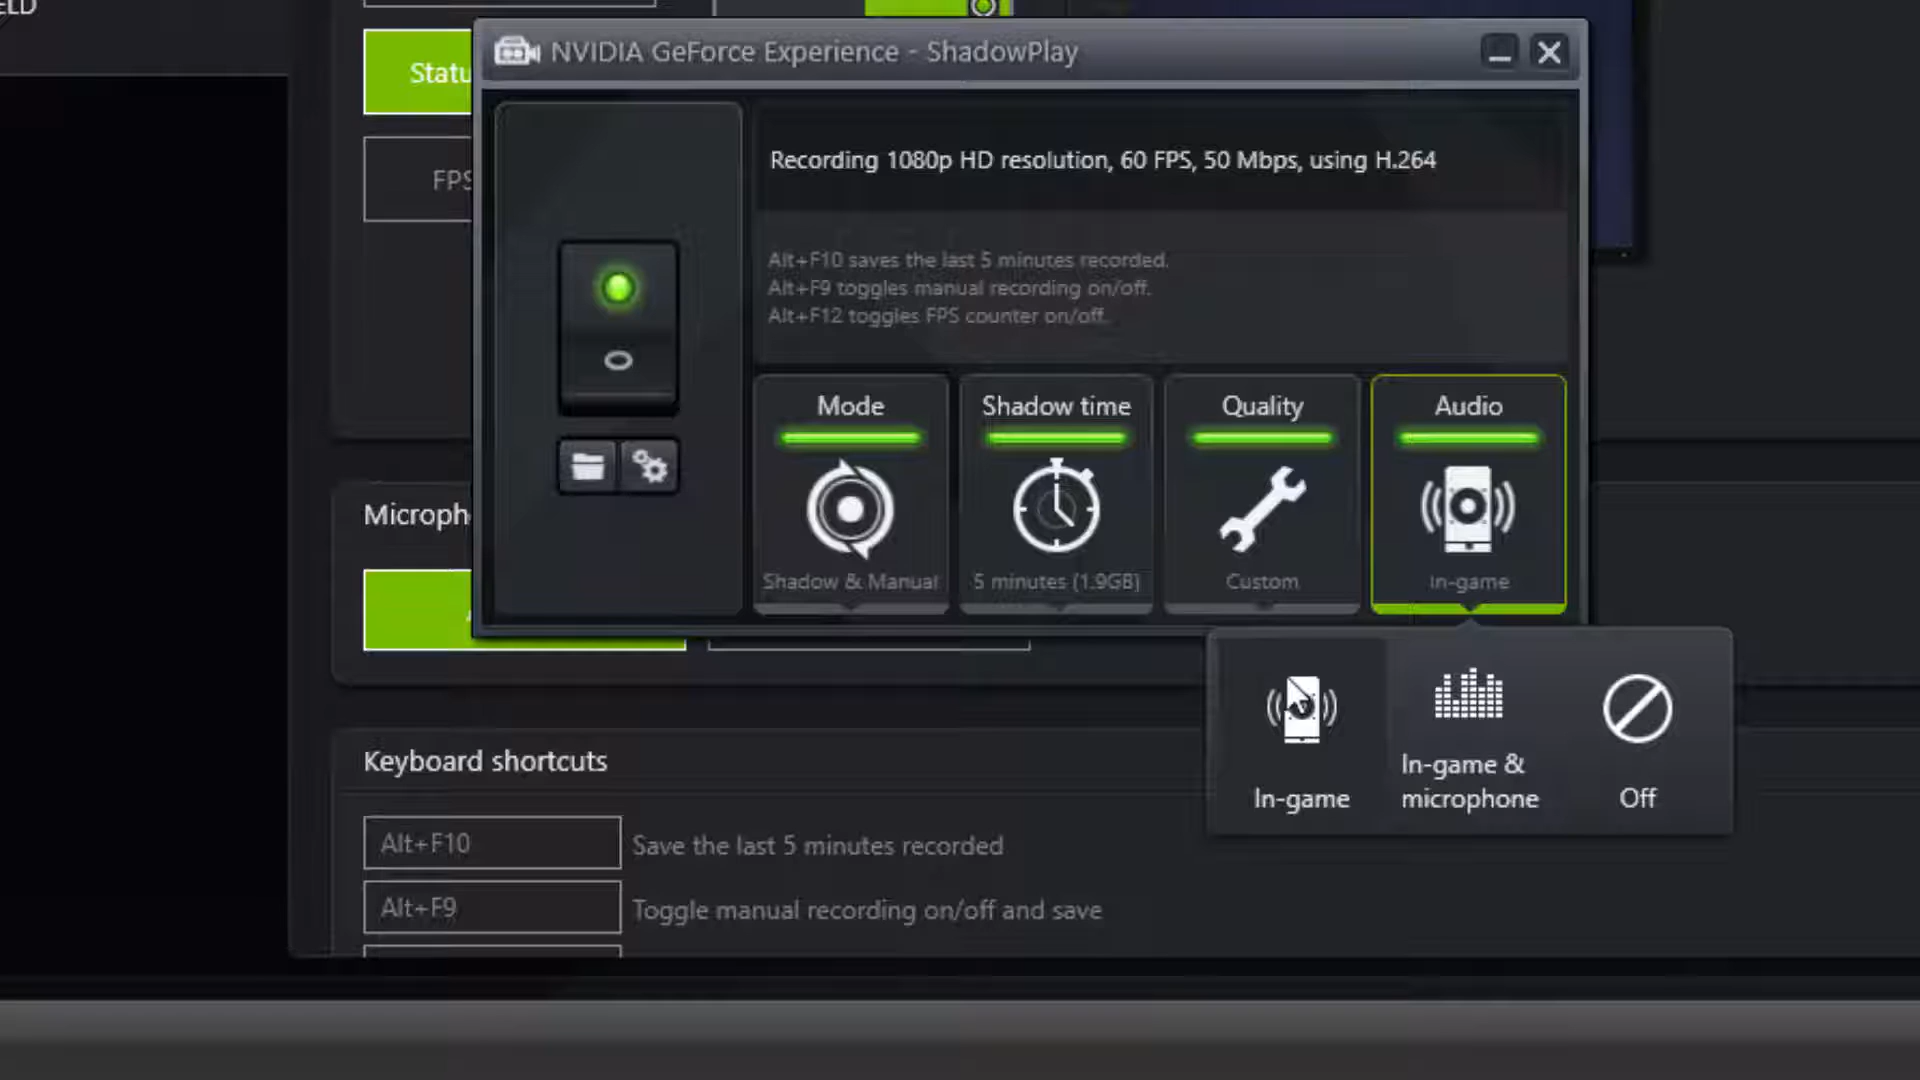 NVIDIA GeForce Experience - ShadowPlay
Recording 1080p HD resolution, 60 FPS, 50 Mbps, using H.264
Alt+F10 saves the last 5 minutes recorded.
Alt+F9 toggles manual recording on/off.
Alt+F12 toggles FPS counter on/off.
Mode
Shadow time
Quality
Audio
Shadow & Manual
5 minutes (1.9GB)
Custom
In-game
In-game
In-game &
microphone
Off
Statu
FPS
Microph
Keyboard shortcuts
Alt+F10
Save the last 5 minutes recorded
Alt+F9
Toggle manual recording on/off and save